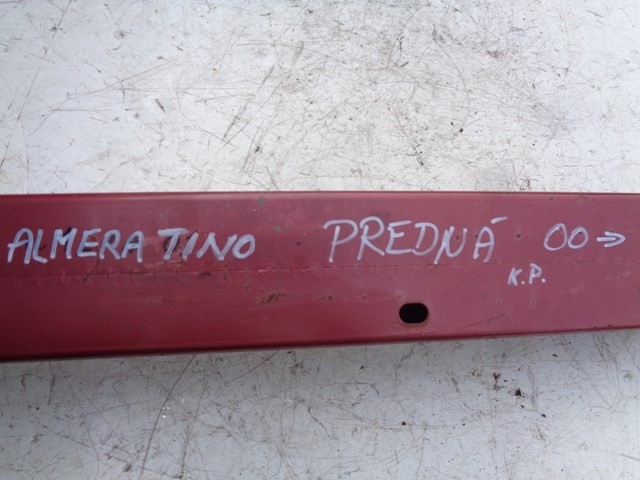 ALMERA TINO PREDNÁ 00→
K.P.